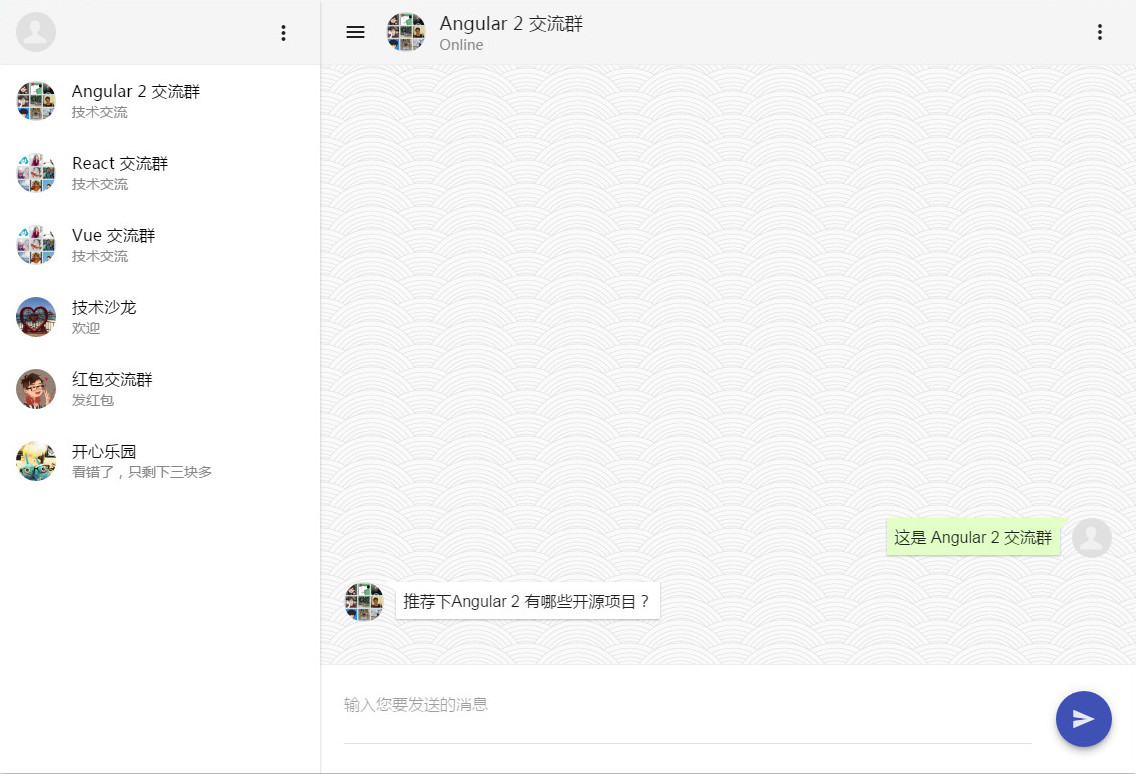 Angular 2 交流群
技术交流
React 交流群
技术交流
Vue 交流群
技术交流
技术沙龙
欢迎
红包交流群
发红包
开心乐园
看错了，只剩下三块多
Angular 2 交流群
Online
这是 Angular 2 交流群
推荐下Angular 2 有哪些开源项目？
输入您要发送的消息